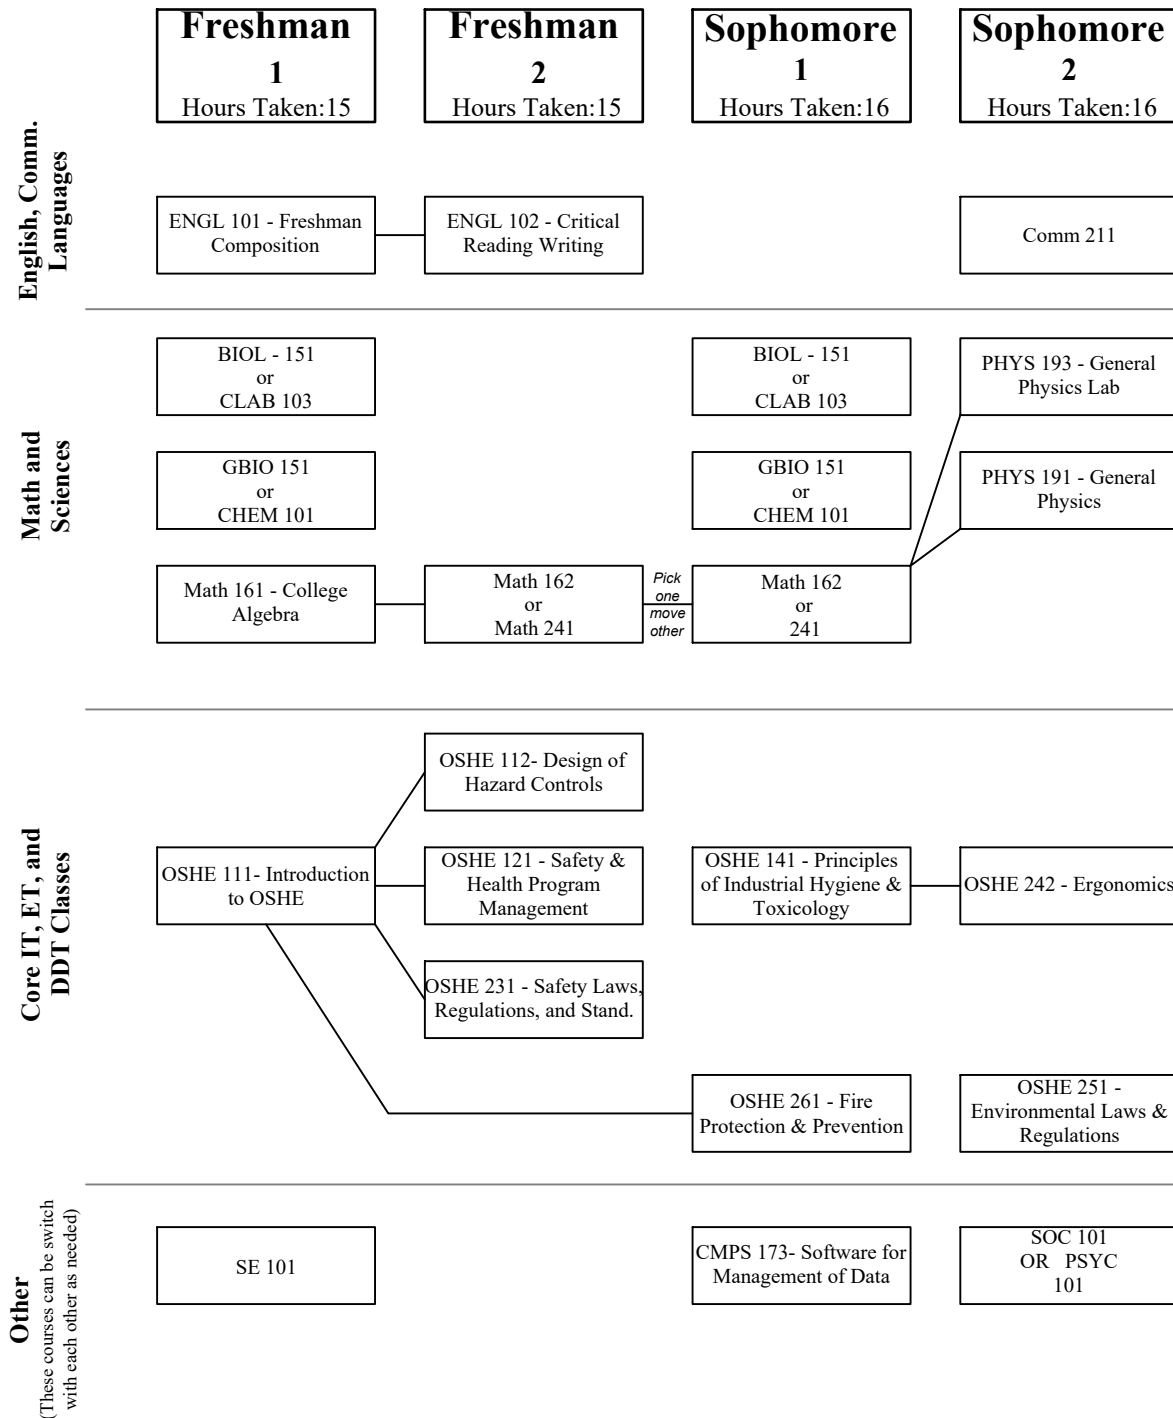 Freshman
1
Hours Taken:15
Freshman
2
Hours Taken:15
Sophomore
1
Hours Taken:16
Sophomore
2
Hours Taken:16
English, Comm.
Languages
ENGL 101 - Freshman
Composition
ENGL 102 - Critical
Reading Writing
Comm 211
Math and
Sciences
BIOL - 151
or
CLAB 103
BIOL - 151
or
CLAB 103
PHYS 193 - General
Physics Lab
GBIO 151
or
CHEM 101
GBIO 151
or
CHEM 101
PHYS 191 - General
Physics
Math 161 - College
Algebra
Math 162
or
Math 241
Pick
one
move
other
Math 162
or
241
Core IT, ET, and
DDT Classes
OSHE 112- Design of
Hazard Controls
OSHE 111- Introduction
to OSHE
OSHE 121 - Safety &
Health Program
Management
OSHE 141 - Principles
of Industrial Hygiene &
Toxicology
OSHE 242 - Ergonomics
OSHE 231 - Safety Laws,
Regulations, and Stand.
OSHE 261 - Fire
Protection & Prevention
OSHE 251 -
Environmental Laws &
Regulations
Other
(These courses can be switch
with each other as needed)
SE 101
CMPS 173- Software for
Management of Data
SOC 101
OR PSYC
101